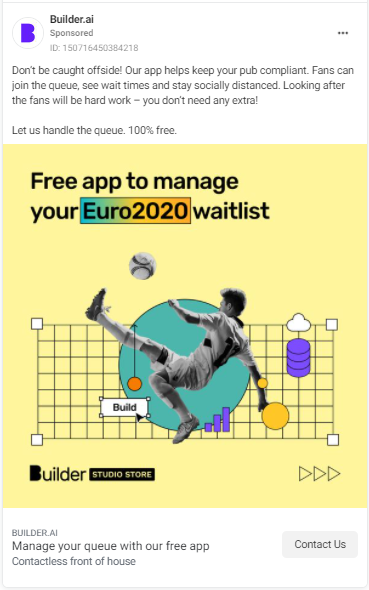 Builder.ai
Sponsored
ID: 150716450384218
Don't be caught offside! Our app helps keep your pub compliant. Fans can
join the queue, see wait times and stay socially distanced. Looking after
the fans will be hard work – you don't need any extra!
Let us handle the queue. 100% free.
Free app to manage
your Euro2020 waitlist
Build
Builder STUDIO STORE
BUILDER.AI
Manage your queue with our free app
Contactless front of house
Contact Us